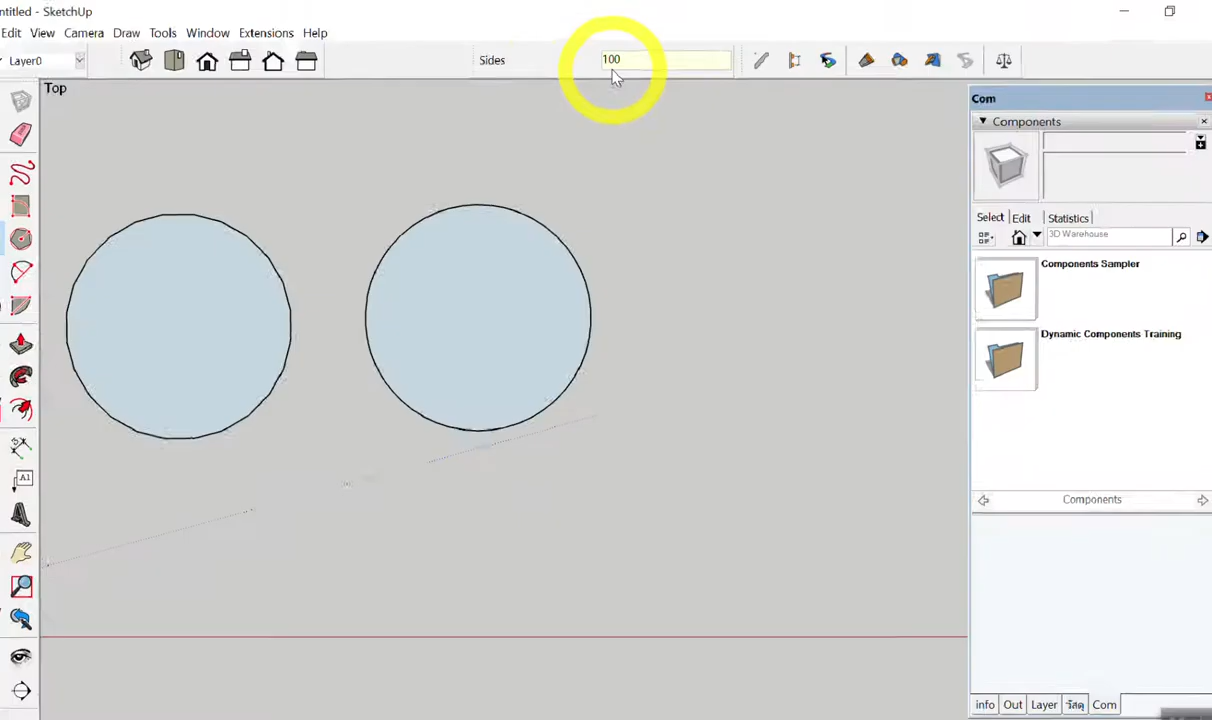 ntitled - SketchUp
Edit View Camera Draw Tools Window Extensions Help
Layer0
Sides 100
Top
Com
Components
Select Edit Statistics
3D Warehouse
Components Sampler
Dynamic Components Training
A1
Components
info Out Layer วัสดุ Com